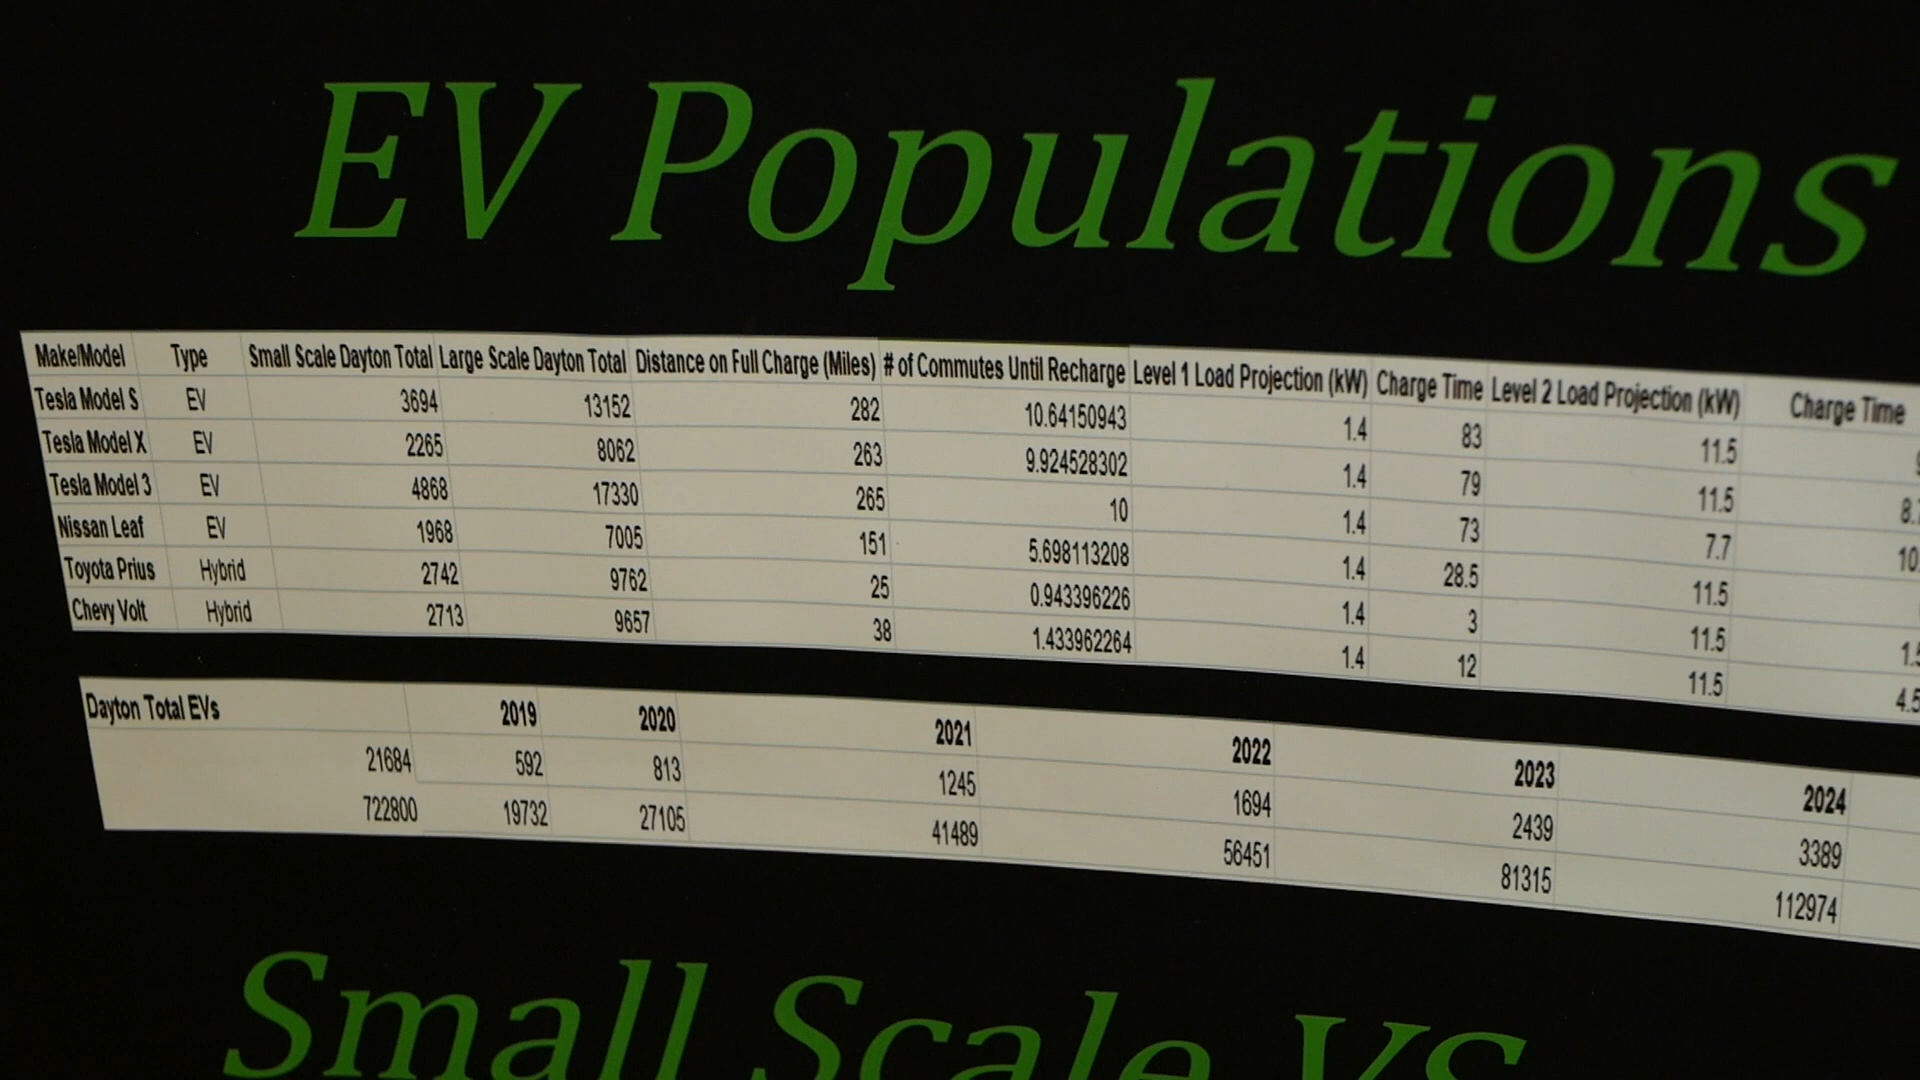 EV Populations
Make/Model Type Small Scale Dayton Total Large Scale Dayton Total Distance on Full Charge (Miles) # of Commutes Until Recharge Level 1 Load Projection (kW) Charge Time Level 2 Load Projection (kW) Charge Time
Tesla Model S EV 3694 13152 282 10.64150943 1.4 83 11.5
Tesla Model X EV 2265 8062 263 9.924528302 1.4 79 11.5 8.
Tesla Model 3 EV 4868 17330 265 10 1.4 73 7.7 10
Nissan Leaf EV 1968 7005 151 5.698113208 1.4 28.5 11.5
Toyota Prius Hybrid 2742 9762 25 0.943396226 1.4 3 11.5 1.5
Chevy Volt Hybrid 2713 9657 38 1.433962264 1.4 12 11.5 4.5
Dayton Total EVs 2019 2020 2021 2022 2023 2024
21684 592 813 1245 1694 2439 3389
722800 19732 27105 41489 56451 81315 112974
Small Scale VS